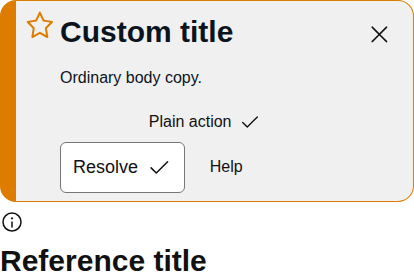 Custom title
Ordinary body copy.
Plain action
Resolve
Help
Reference title